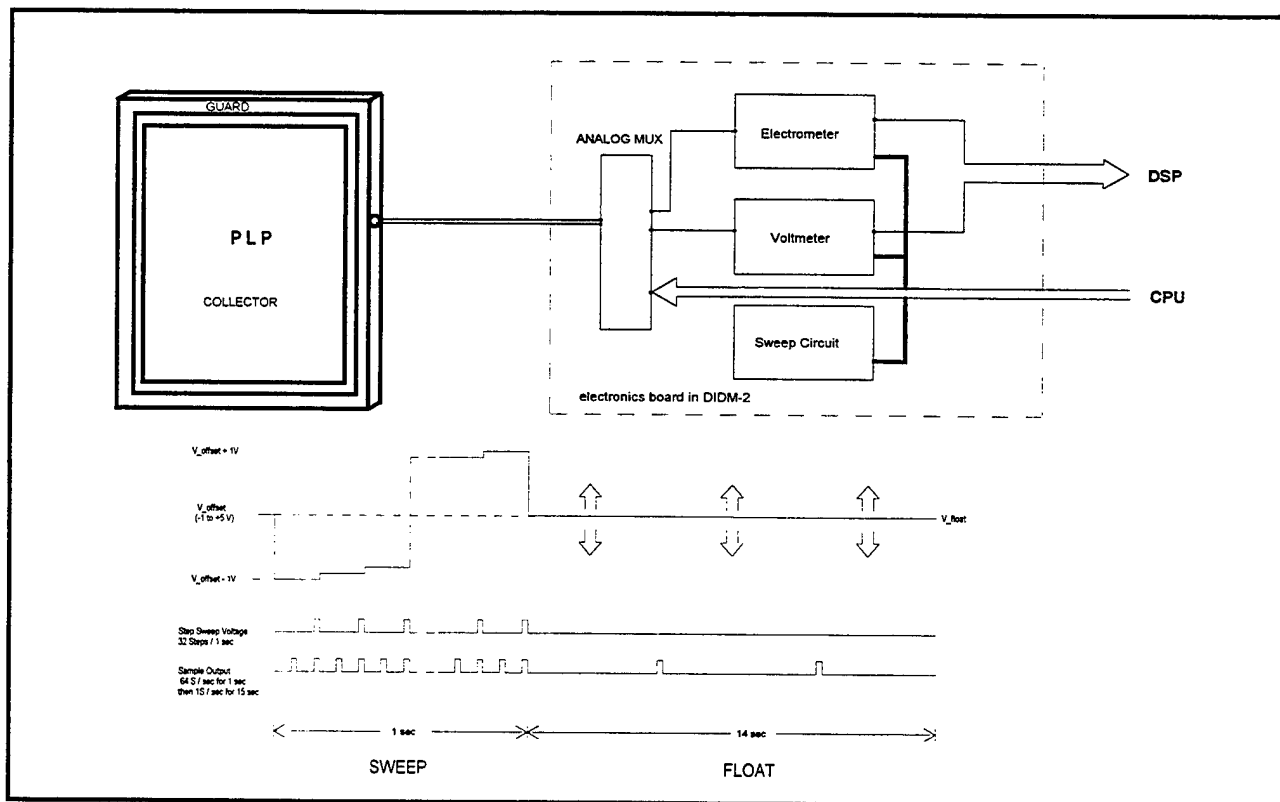 GUARD
PLP
COLLECTOR
ANALOG MUX
Electrometer
Voltmeter
Sweep Circuit
DSP
CPU
electronics board in DIDM-2
V_offset + 1V
V_offset
(-1 to +5 V)
V_float
V_offset - 1V
Step Sweep Voltage
32 Steps / 1 sec
Sample Output
64 S / sec for 1 sec
then 1S / sec for 15 sec
1 sec
14 sec
SWEEP
FLOAT